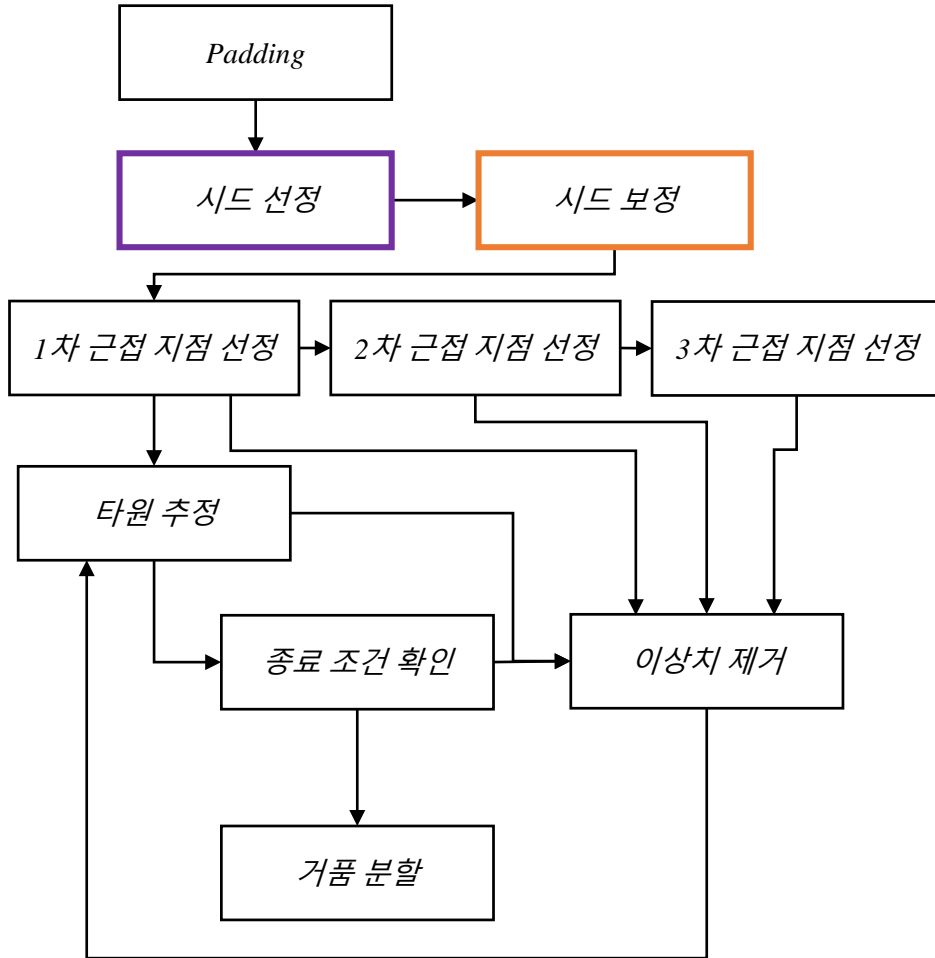 Padding
시드 선정
시드 보정
1차 근접 지점 선정
2차 근접 지점 선정
3차 근접 지점 선정
타원 추정
종료 조건 확인
이상치 제거
거품 분할